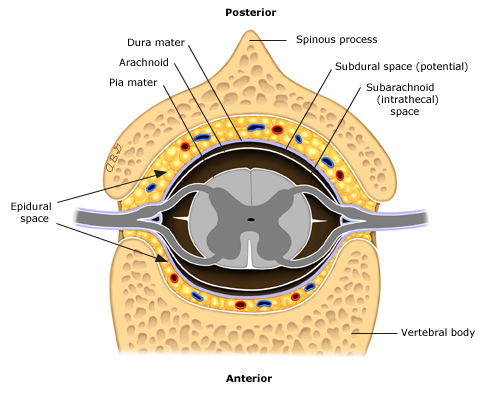 Posterior
Dura mater
Spinous process
Arachnoid
Subdural space (potential)
Pia mater
Subarachnoid
(intrathecal)
space
Epidural
space
Vertebral body
Anterior